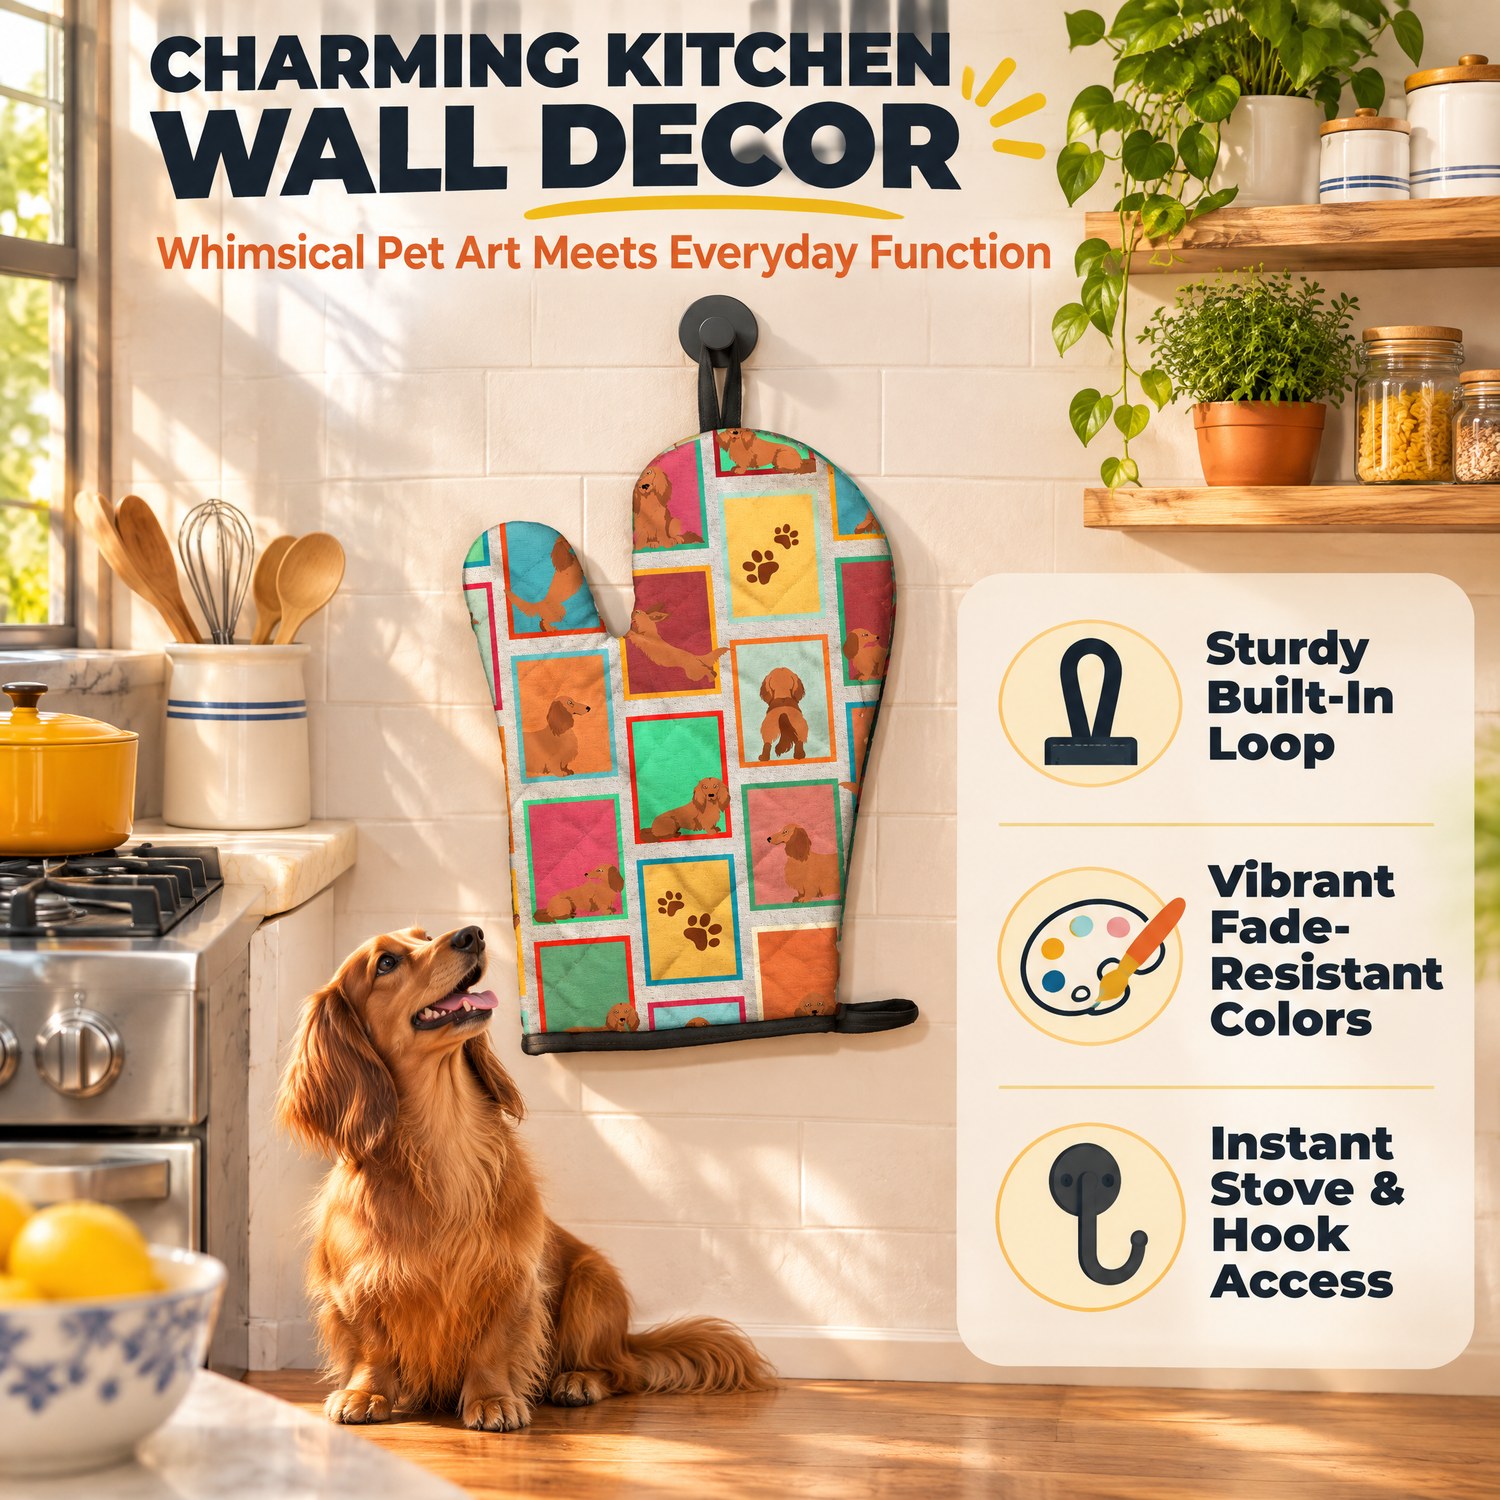 CHARMING KITCHEN
WALL DECOR
Whimsical Pet Art Meets Everyday Function
Sturdy
Built-In
Loop
Vibrant
Fade-
Resistant
Colors
Instant
Stove &
Hook
Access